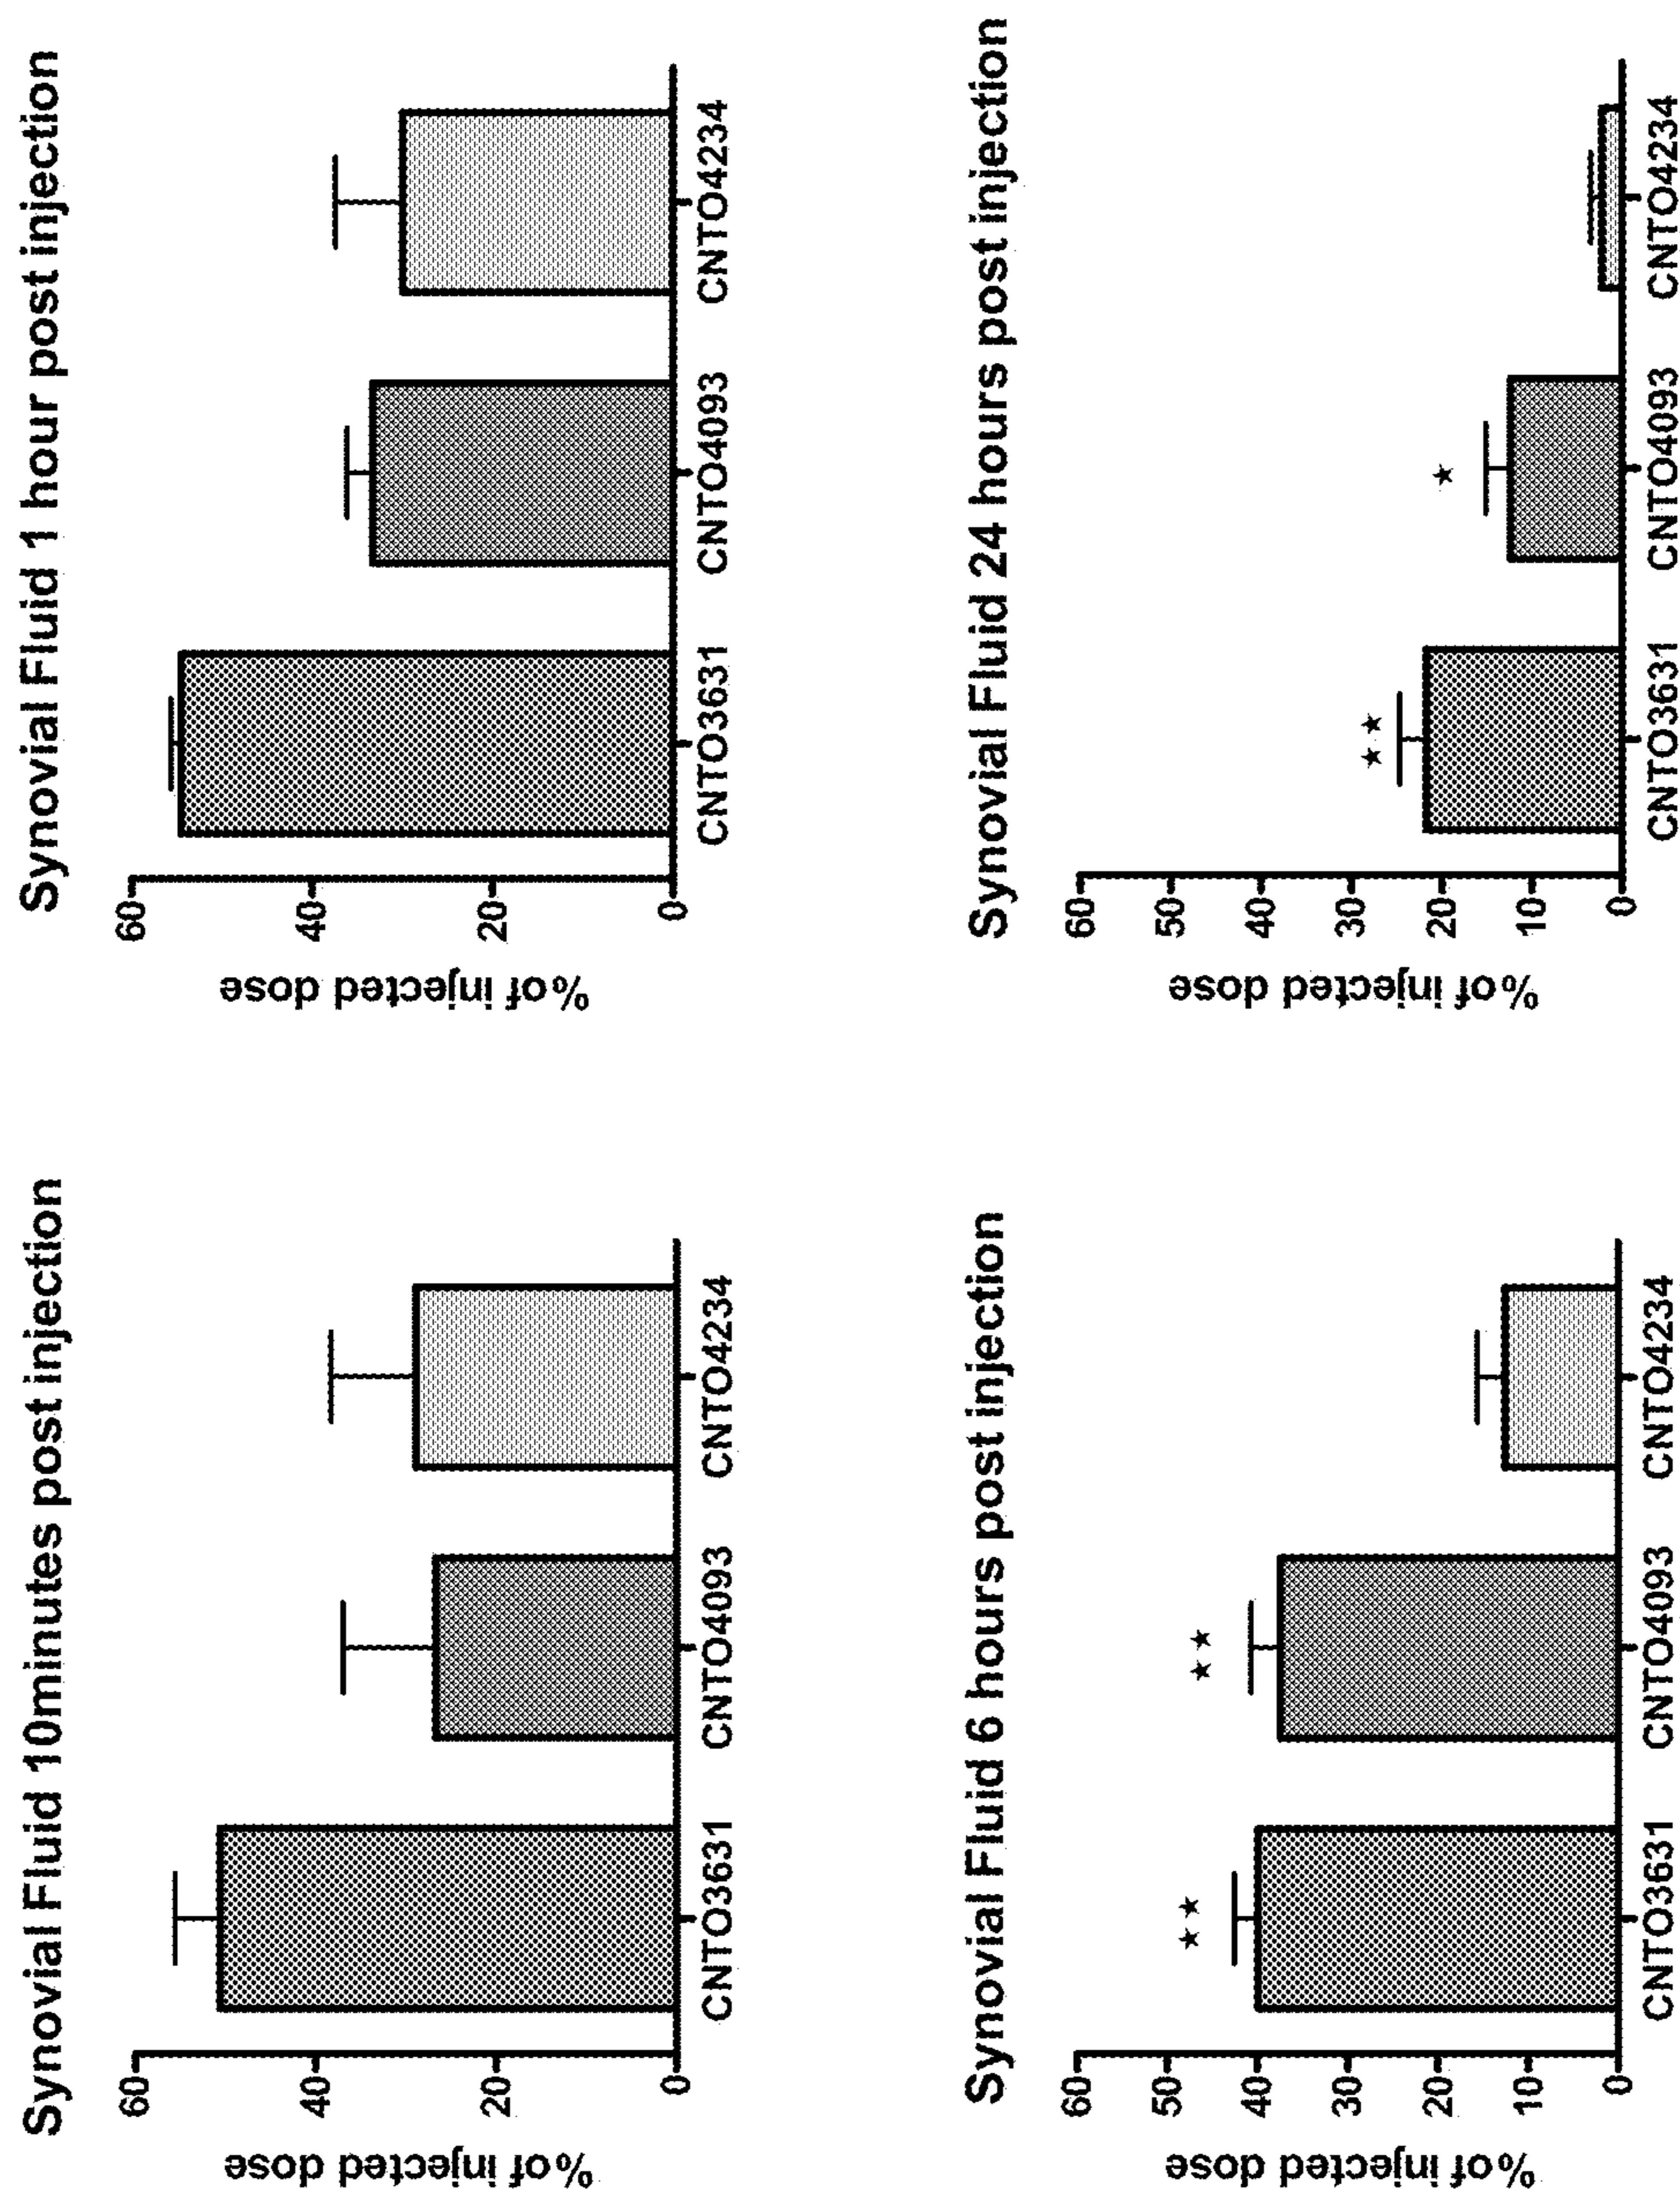 Synovial Fluid 10minutes post injection
% of injected dose
60
40
20
0
CNTO3631 CNTO4093 CNTO4234
Synovial Fluid 1 hour post injection
% of injected dose
60
40
20
0
CNTO3631 CNTO4093 CNTO4234
Synovial Fluid 6 hours post injection
% of injected dose
60
50
40
30
20
10
0
★★
★★
CNTO3631 CNTO4093 CNTO4234
Synovial Fluid 24 hours post injection
% of injected dose
60
50
40
30
20
10
0
★★
★
CNTO3631 CNTO4093 CNTO4234